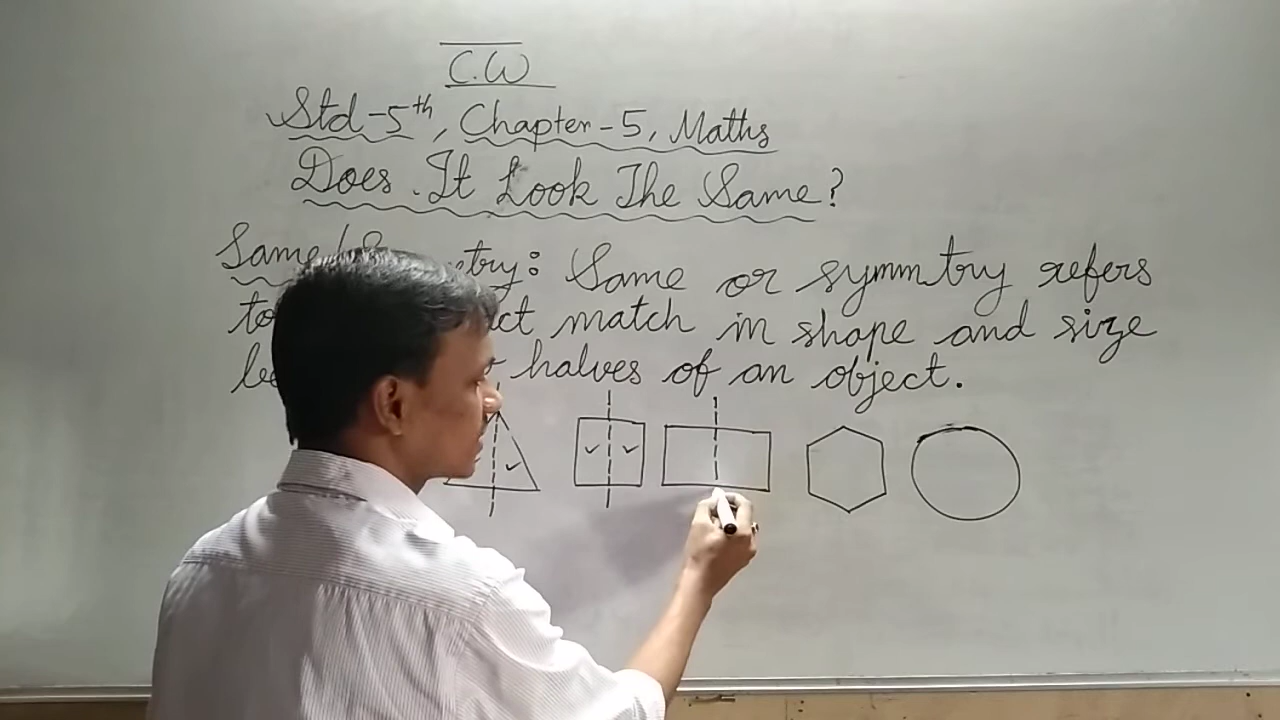 C.W
Std-5th, Chapter-5, Maths
Does It Look The Same?
Same Same or symmtry refers
to match in shape and size
halves of an object.